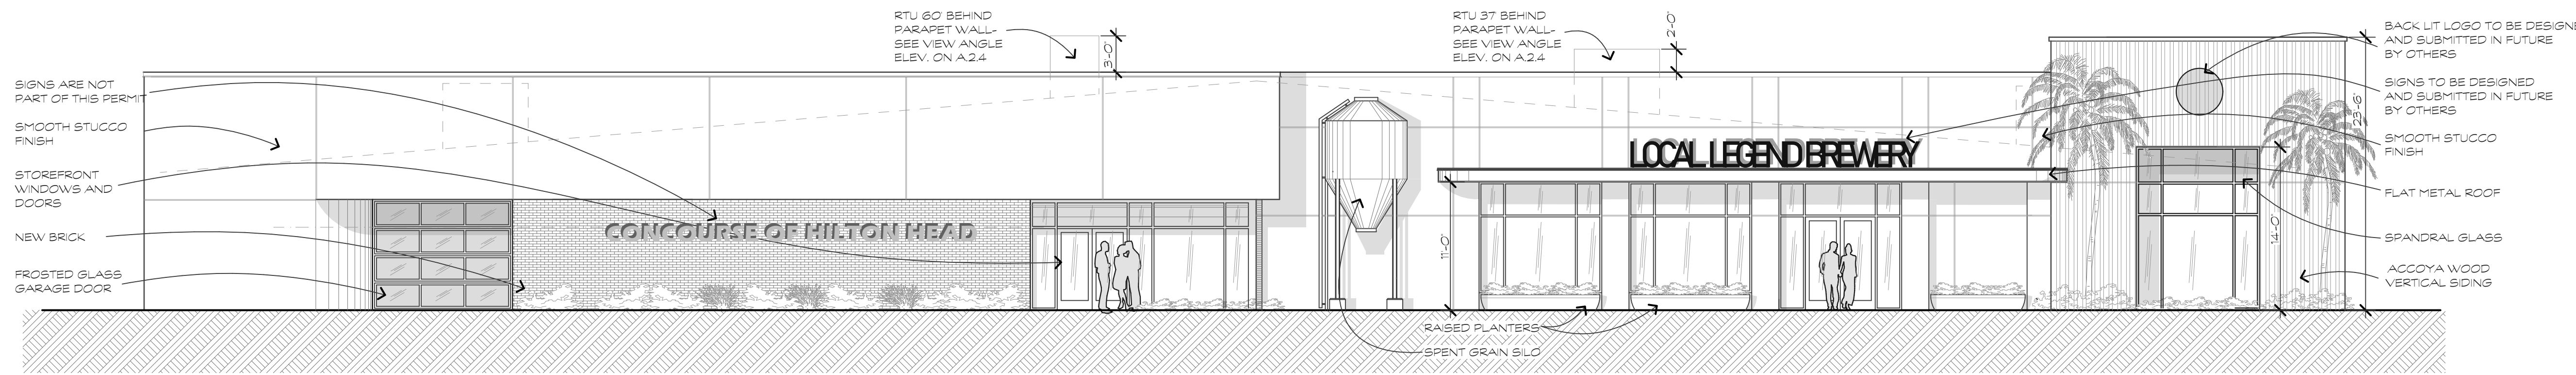 RTU 60' BEHIND
PARAPET WALL-
SEE VIEW ANGLE
ELEV. ON A.2.4
3'-0"
RTU 37' BEHIND
PARAPET WALL-
SEE VIEW ANGLE
ELEV. ON A.2.4
2'-0"
SIGNS ARE NOT
PART OF THIS PERMIT
SMOOTH STUCCO
FINISH
STOREFRONT
WINDOWS AND
DOORS
NEW BRICK
FROSTED GLASS
GARAGE DOOR
CONCOURSE OF HILTON HEAD
LOCAL LEGEND BREWERY
11'-0"
14'-0"
23'-6"
RAISED PLANTERS
SPENT GRAIN SILO
BACK LIT LOGO TO BE DESIGNE
AND SUBMITTED IN FUTURE
BY OTHERS
SIGNS TO BE DESIGNED
AND SUBMITTED IN FUTURE
BY OTHERS
SMOOTH STUCCO
FINISH
FLAT METAL ROOF
SPANDRAL GLASS
ACCOYA WOOD
VERTICAL SIDING